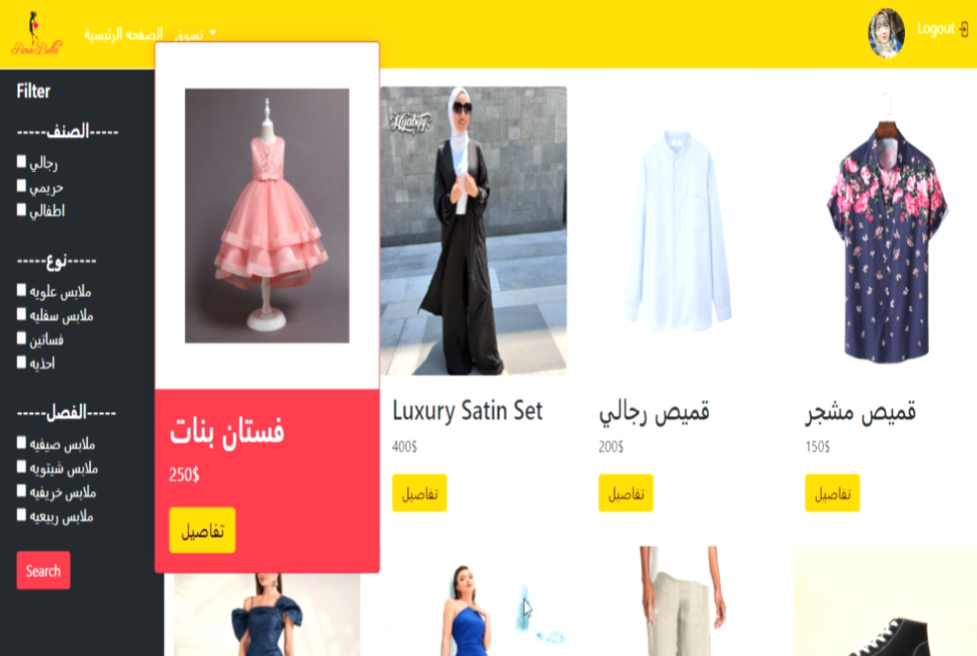 Rosa Bella
الصفحه الرئيسية
تسوق
Logout
Filter
-----الصنف-----
رجالي
حريمي
اطفالي
-----نوع-----
ملابس علويه
ملابس سفليه
فساتين
احذيه
-----الفصل-----
ملابس صيفيه
ملابس شيتويه
ملابس خريفيه
ملابس ربيعيه
Search
فستان بنات
250$
تفاصيل
Hijabify
Luxury Satin Set
400$
تفاصيل
قميص رجالي
200$
تفاصيل
قميص مشجر
150$
تفاصيل